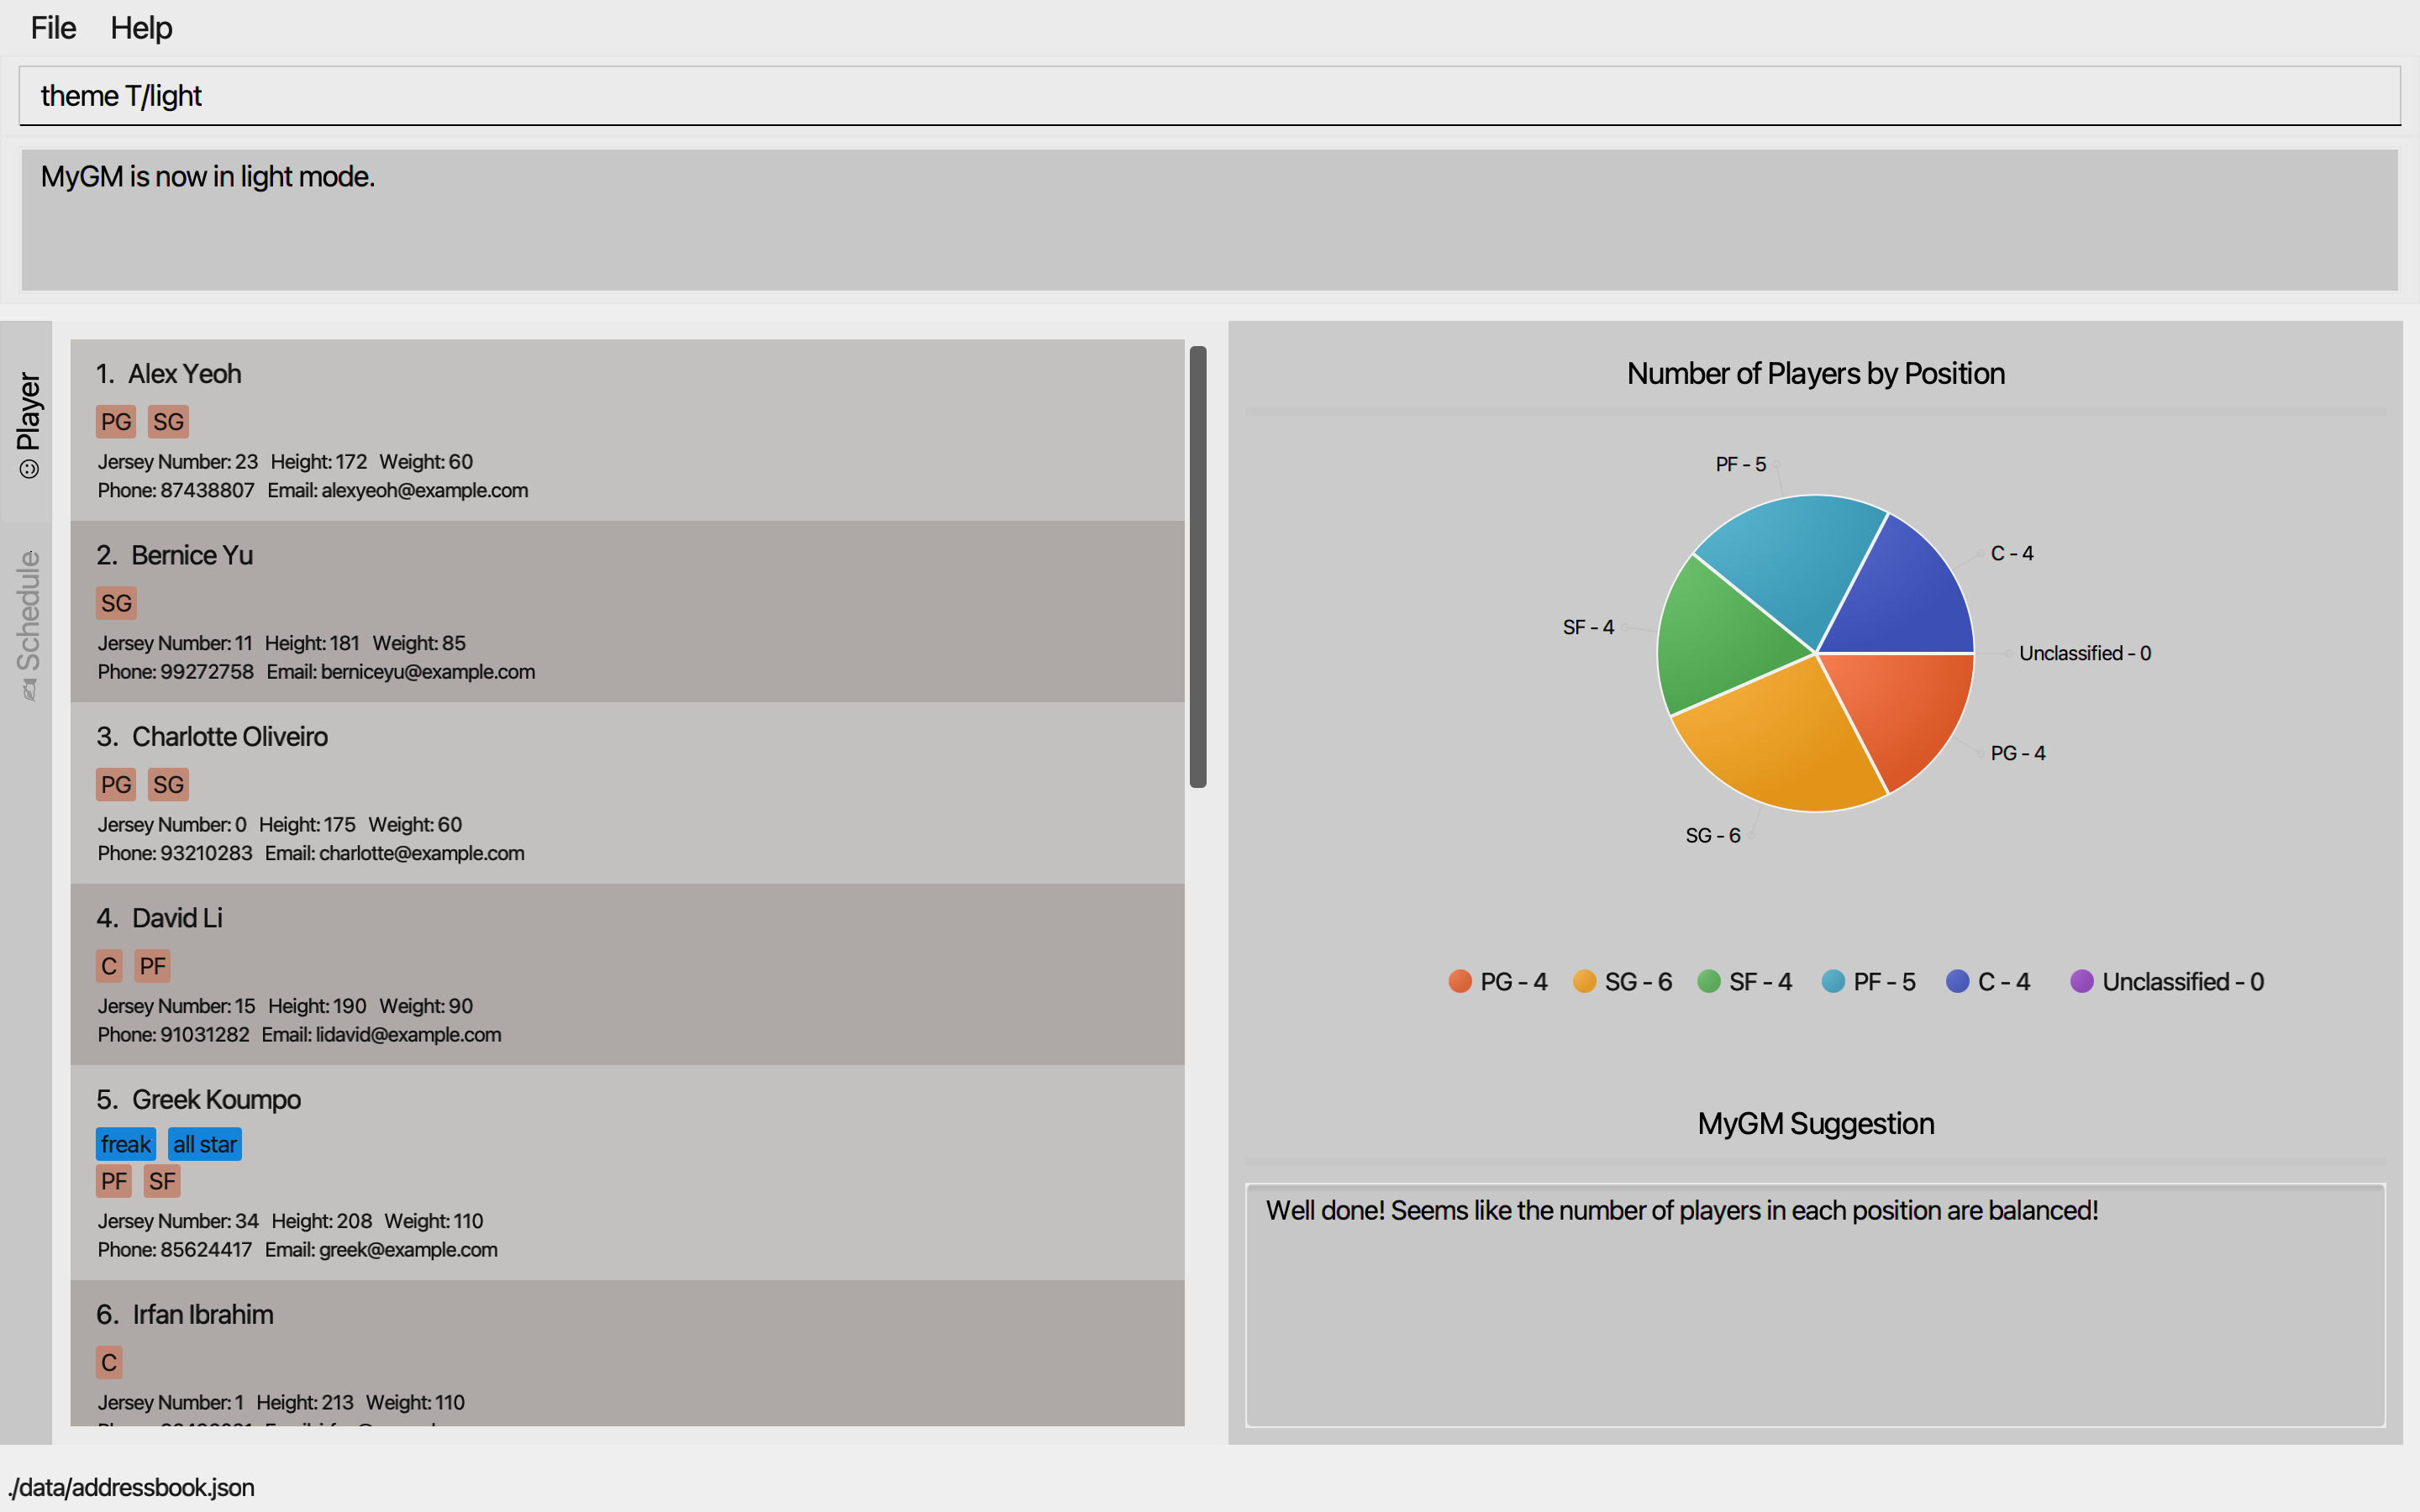 File Help
theme T/light
MyGM is now in light mode.
Player
Schedule
1. Alex Yeoh
PG SG
Jersey Number: 23 Height: 172 Weight: 60
Phone: 87438807 Email: alexyeoh@example.com
2. Bernice Yu
SG
Jersey Number: 11 Height: 181 Weight: 85
Phone: 99272758 Email: berniceyu@example.com
3. Charlotte Oliveiro
PG SG
Jersey Number: 0 Height: 175 Weight: 60
Phone: 93210283 Email: charlotte@example.com
4. David Li
C PF
Jersey Number: 15 Height: 190 Weight: 90
Phone: 91031282 Email: lidavid@example.com
5. Greek Koumpo
freak all star
PF SF
Jersey Number: 34 Height: 208 Weight: 110
Phone: 85624417 Email: greek@example.com
6. Irfan Ibrahim
C
Jersey Number: 1 Height: 213 Weight: 110
Number of Players by Position
PF - 5
C - 4
SF - 4
Unclassified - 0
PG - 4
SG - 6
PG - 4 SG - 6 SF - 4 PF - 5 C - 4 Unclassified - 0
MyGM Suggestion
Well done! Seems like the number of players in each position are balanced!
./data/addressbook.json